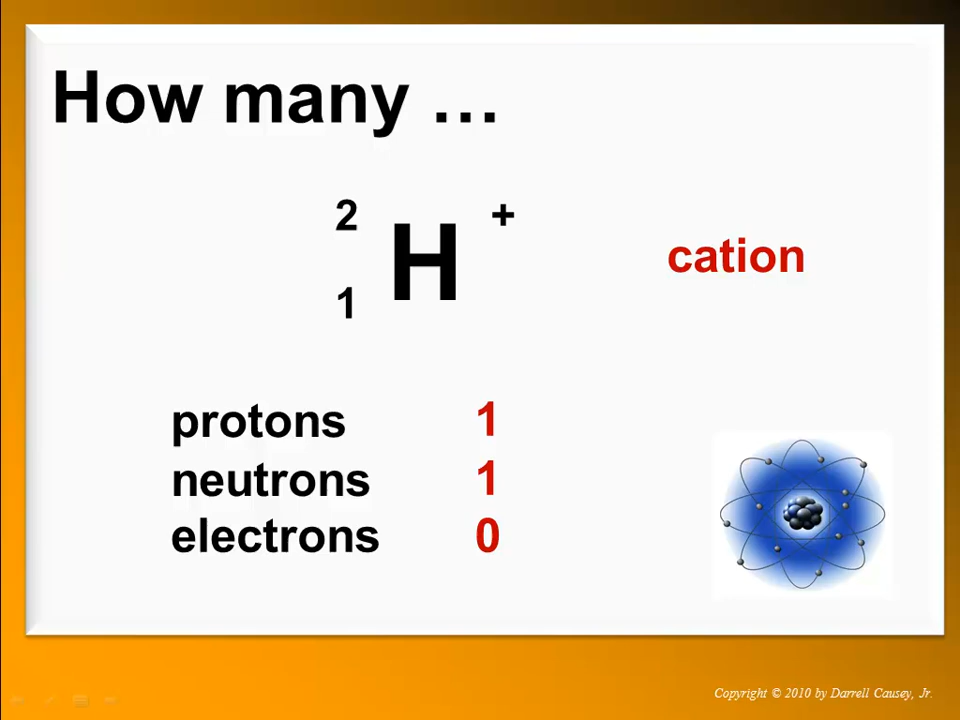 How many …
2
+
H
cation
1
protons 1
neutrons 1
electrons 0
Copyright © 2010 by Darrell Causey, Jr.